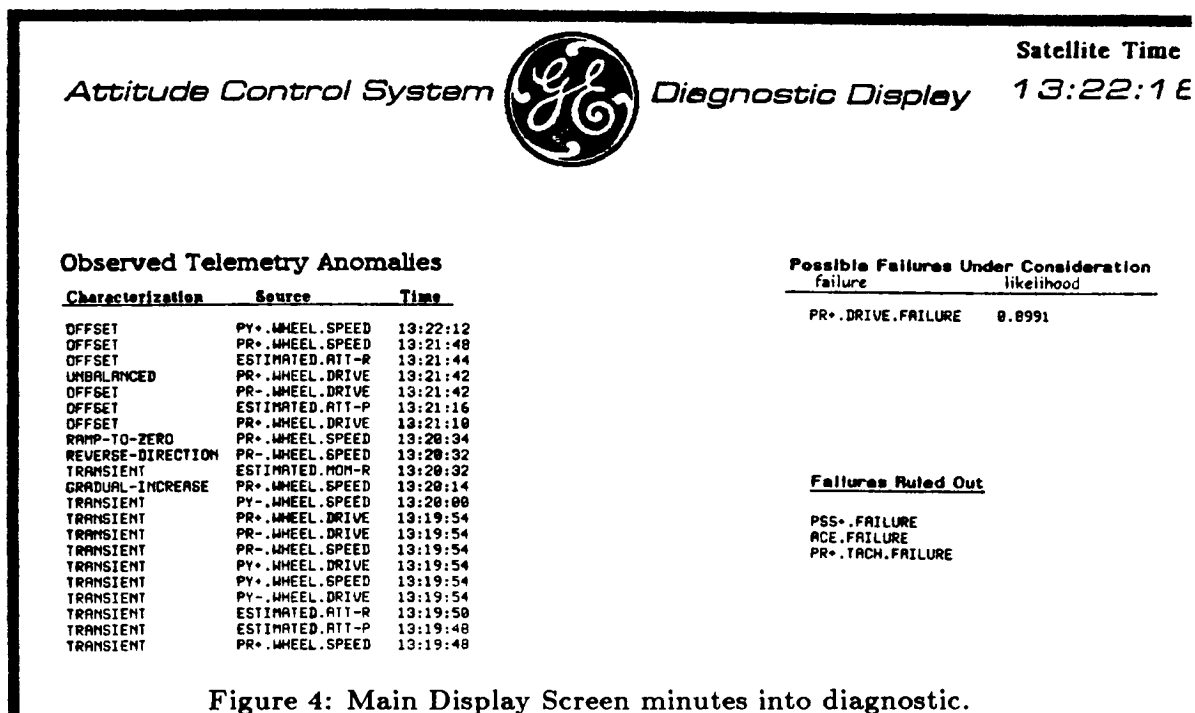 Satellite Time
Attitude Control System GE Diagnostic Display 13:22:18
Observed Telemetry Anomalies
Characterization Source Time
OFFSET PY+.WHEEL.SPEED 13:22:12
OFFSET PR+.WHEEL.SPEED 13:21:48
OFFSET ESTIMATED.ATT-R 13:21:44
UNBALANCED PR+.WHEEL.DRIVE 13:21:42
OFFSET PR-.WHEEL.DRIVE 13:21:42
OFFSET ESTIMATED.ATT-P 13:21:16
OFFSET PR+.WHEEL.DRIVE 13:21:10
RAMP-TO-ZERO PR+.WHEEL.SPEED 13:20:34
REVERSE-DIRECTION PR-.WHEEL.SPEED 13:20:32
TRANSIENT ESTIMATED.MOM-R 13:20:32
GRADUAL-INCREASE PR+.WHEEL.SPEED 13:20:14
TRANSIENT PY-.WHEEL.SPEED 13:20:00
TRANSIENT PR+.WHEEL.DRIVE 13:19:54
TRANSIENT PR-.WHEEL.DRIVE 13:19:54
TRANSIENT PR-.WHEEL.SPEED 13:19:54
TRANSIENT PY+.WHEEL.DRIVE 13:19:54
TRANSIENT PY+.WHEEL.SPEED 13:19:54
TRANSIENT PY-.WHEEL.DRIVE 13:19:54
TRANSIENT ESTIMATED.ATT-R 13:19:50
TRANSIENT ESTIMATED.ATT-P 13:19:48
TRANSIENT PR+.WHEEL.SPEED 13:19:48
Possible Failures Under Consideration
failure likelihood
PR+.DRIVE.FAILURE 0.8991
Failures Ruled Out
PSS+.FAILURE
ACE.FAILURE
PR+.TACH.FAILURE
Figure 4: Main Display Screen minutes into diagnostic.